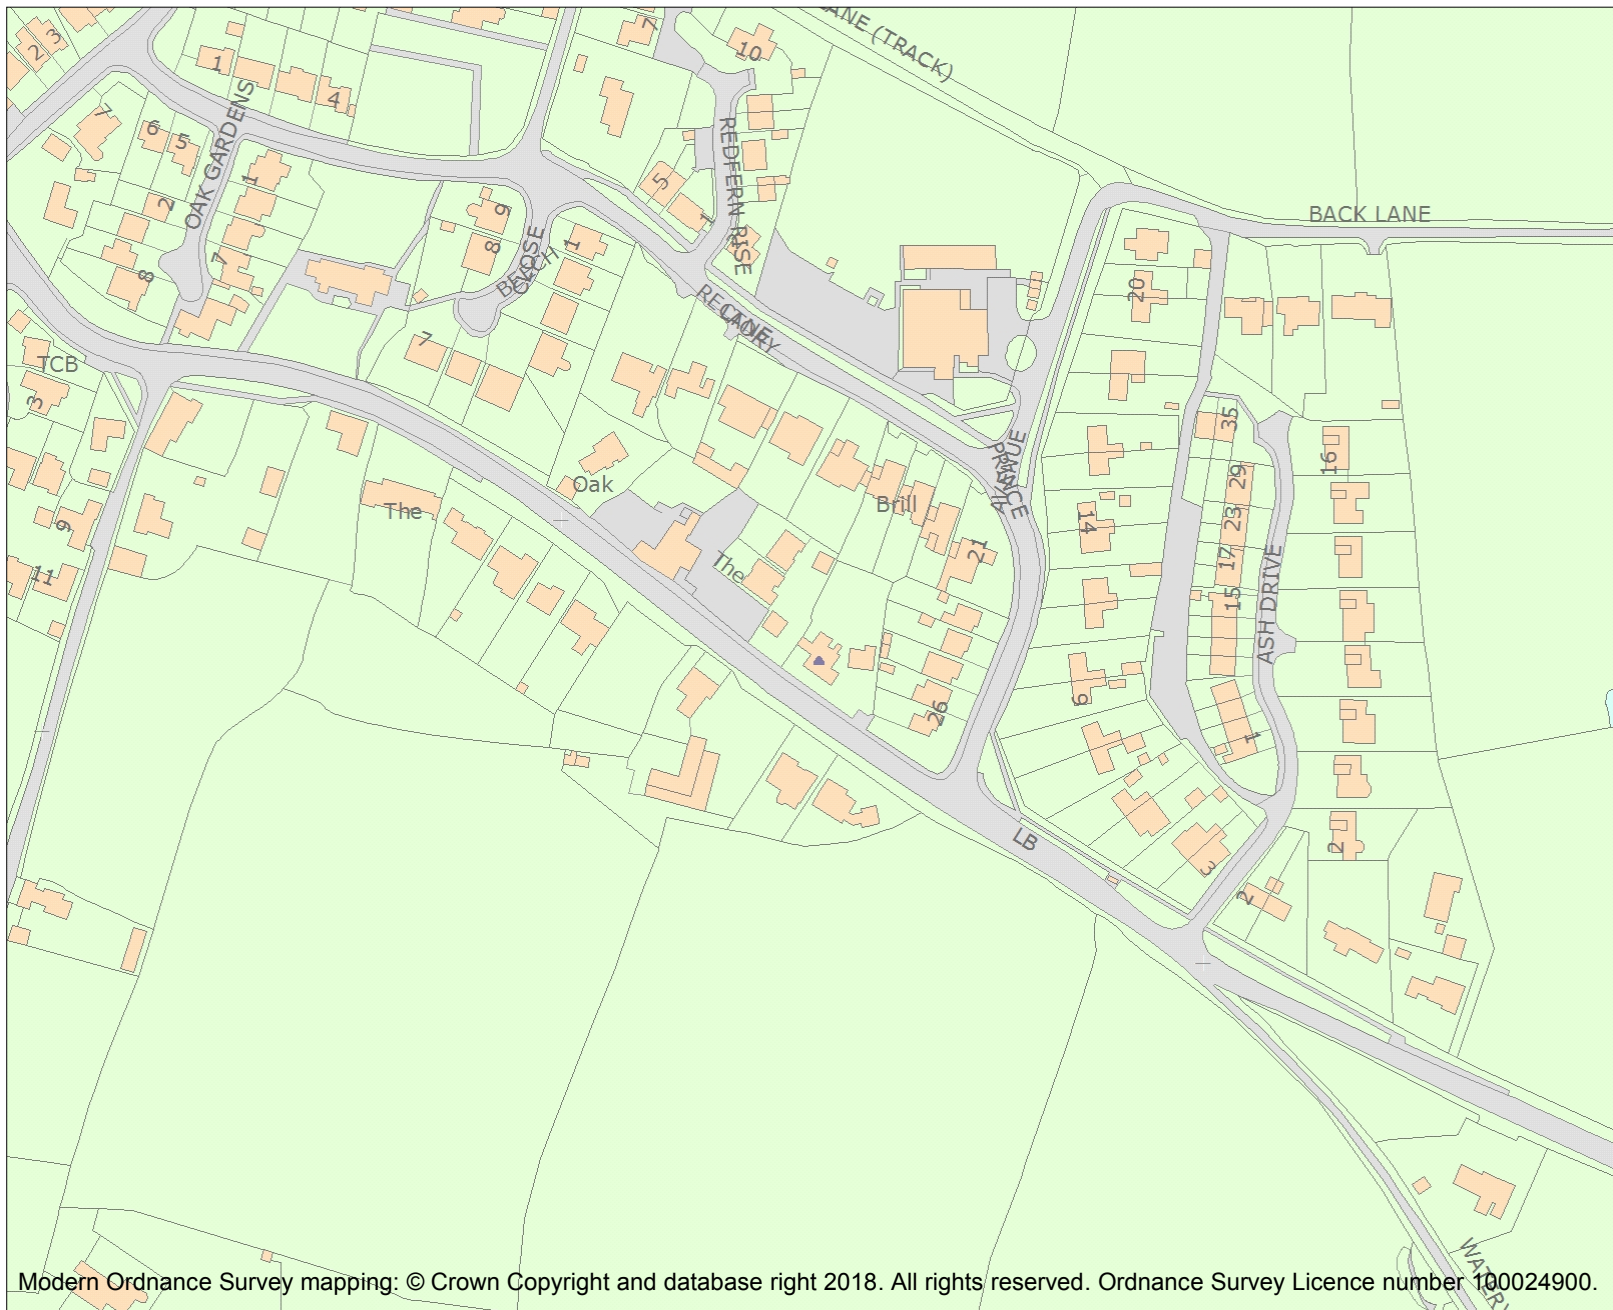 LANE (TRACK)
2
3
7
10
1
4
7
6
5
OAK GARDENS
REDFERN RISE
5
1
1
2
9
8
1
BEECH
CLOSE
BACK LANE
20
7
8
RECTORY
LANE
7
TCB
3
35
PRINCE
AVENUE
16
29
Oak
The
Brill
14
23
9
21
17
The
11
15
ASH DRIVE
9
26
1
LB
3
2
2
Modern Ordnance Survey mapping: © Crown Copyright and database right 2018. All rights reserved. Ordnance Survey Licence number 100024900.